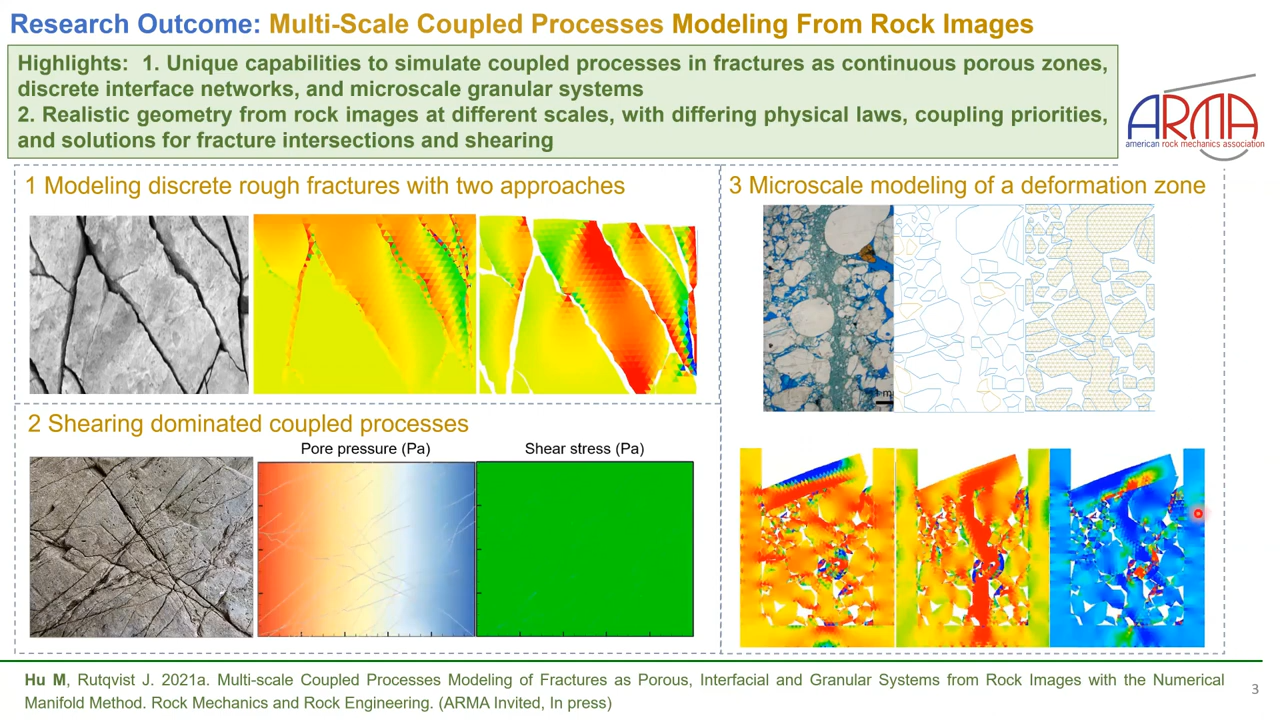 Research Outcome: Multi-Scale Coupled Processes Modeling From Rock Images
Highlights: 1. Unique capabilities to simulate coupled processes in fractures as continuous porous zones,
discrete interface networks, and microscale granular systems
2. Realistic geometry from rock images at different scales, with differing physical laws, coupling priorities,
and solutions for fracture intersections and shearing
ARMA
american rock mechanics association
1 Modeling discrete rough fractures with two approaches
3 Microscale modeling of a deformation zone
2 Shearing dominated coupled processes
Pore pressure (Pa)
Shear stress (Pa)
Hu M, Rutqvist J. 2021a. Multi-scale Coupled Processes Modeling of Fractures as Porous, Interfacial and Granular Systems from Rock Images with the Numerical
Manifold Method. Rock Mechanics and Rock Engineering. (ARMA Invited, In press)
3